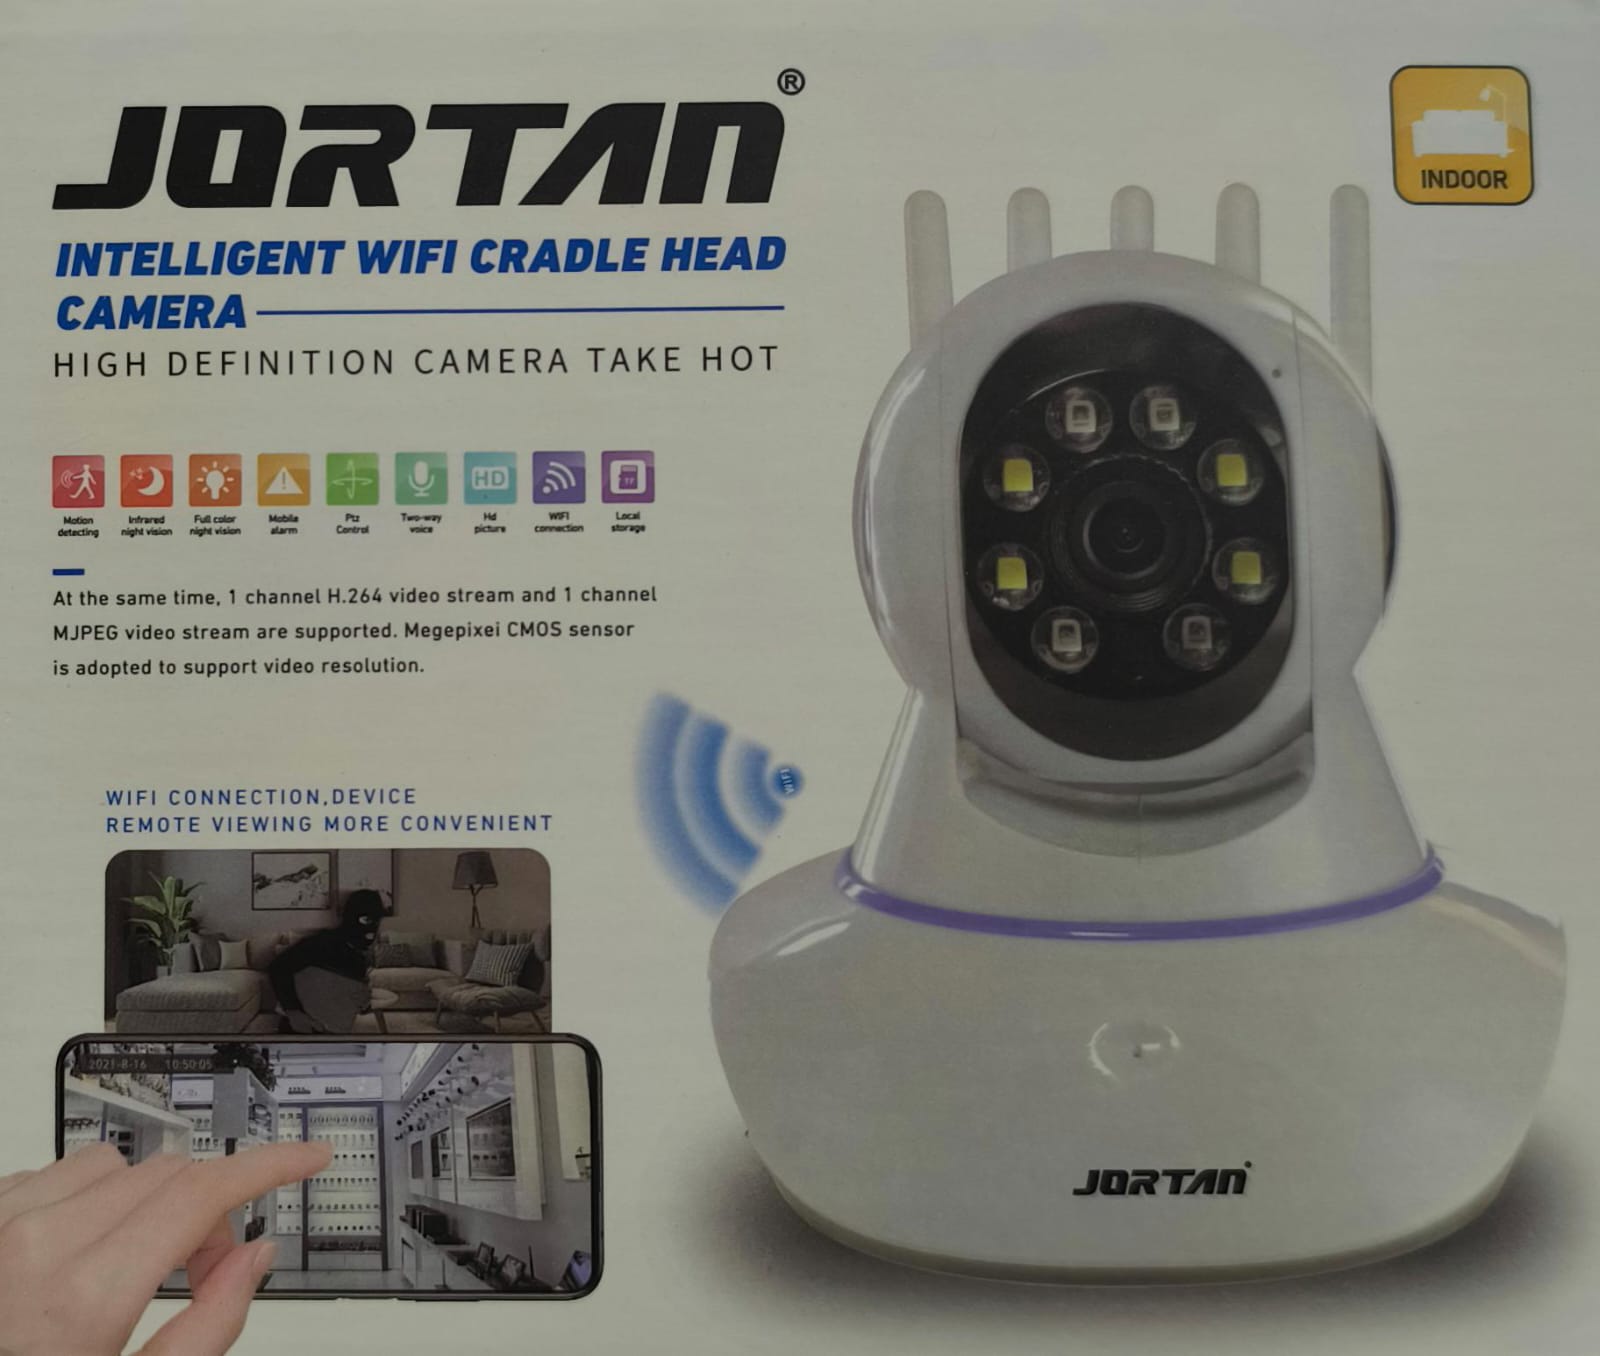 JORTAN®
INDOOR
INTELLIGENT WIFI CRADLE HEAD
CAMERA
HIGH DEFINITION CAMERA TAKE HOT
HD
TF
Motion detecting
Infrared night vision
Full color night vision
Mobile alarm
Ptz Control
Two-way voice
Hd picture
WIFI connection
Local storage
At the same time, 1 channel H.264 video stream and 1 channel
MJPEG video stream are supported. Megepixei CMOS sensor
is adopted to support video resolution.
WIFI
WIFI CONNECTION,DEVICE
REMOTE VIEWING MORE CONVENIENT
2021-8-16 10:50:05
JORTAN